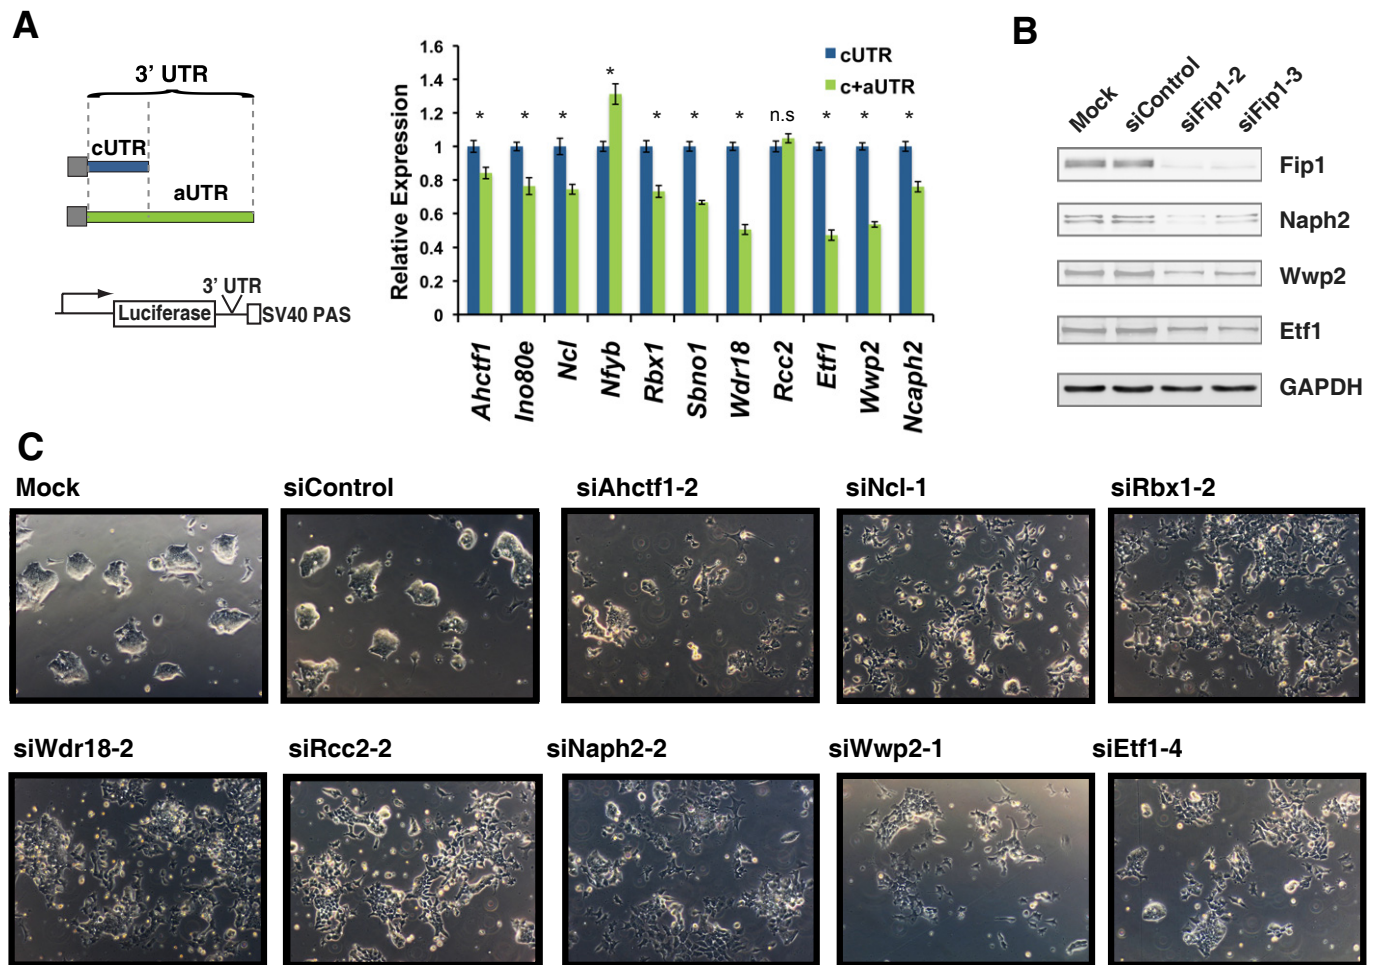 A
3’ UTR
cUTR
aUTR
3’ UTR
Luciferase
SV40 PAS
Relative Expression
1.6
1.4
1.2
1
0.8
0.6
0.4
0.2
0
cUTR
c+aUTR
* * * * * * * n.s * * *
Ahctf1 Ino80e Ncl Nfyb Rbx1 Sbno1 Wdr18 Rcc2 Etf1 Wwp2 Ncaph2
B
Mock siControl siFip1-2 siFip1-3
Fip1
Naph2
Wwp2
Etf1
GAPDH
C
Mock siControl siAhctf1-2 siNcl-1 siRbx1-2
siWdr18-2 siRcc2-2 siNaph2-2 siWwp2-1 siEtf1-4